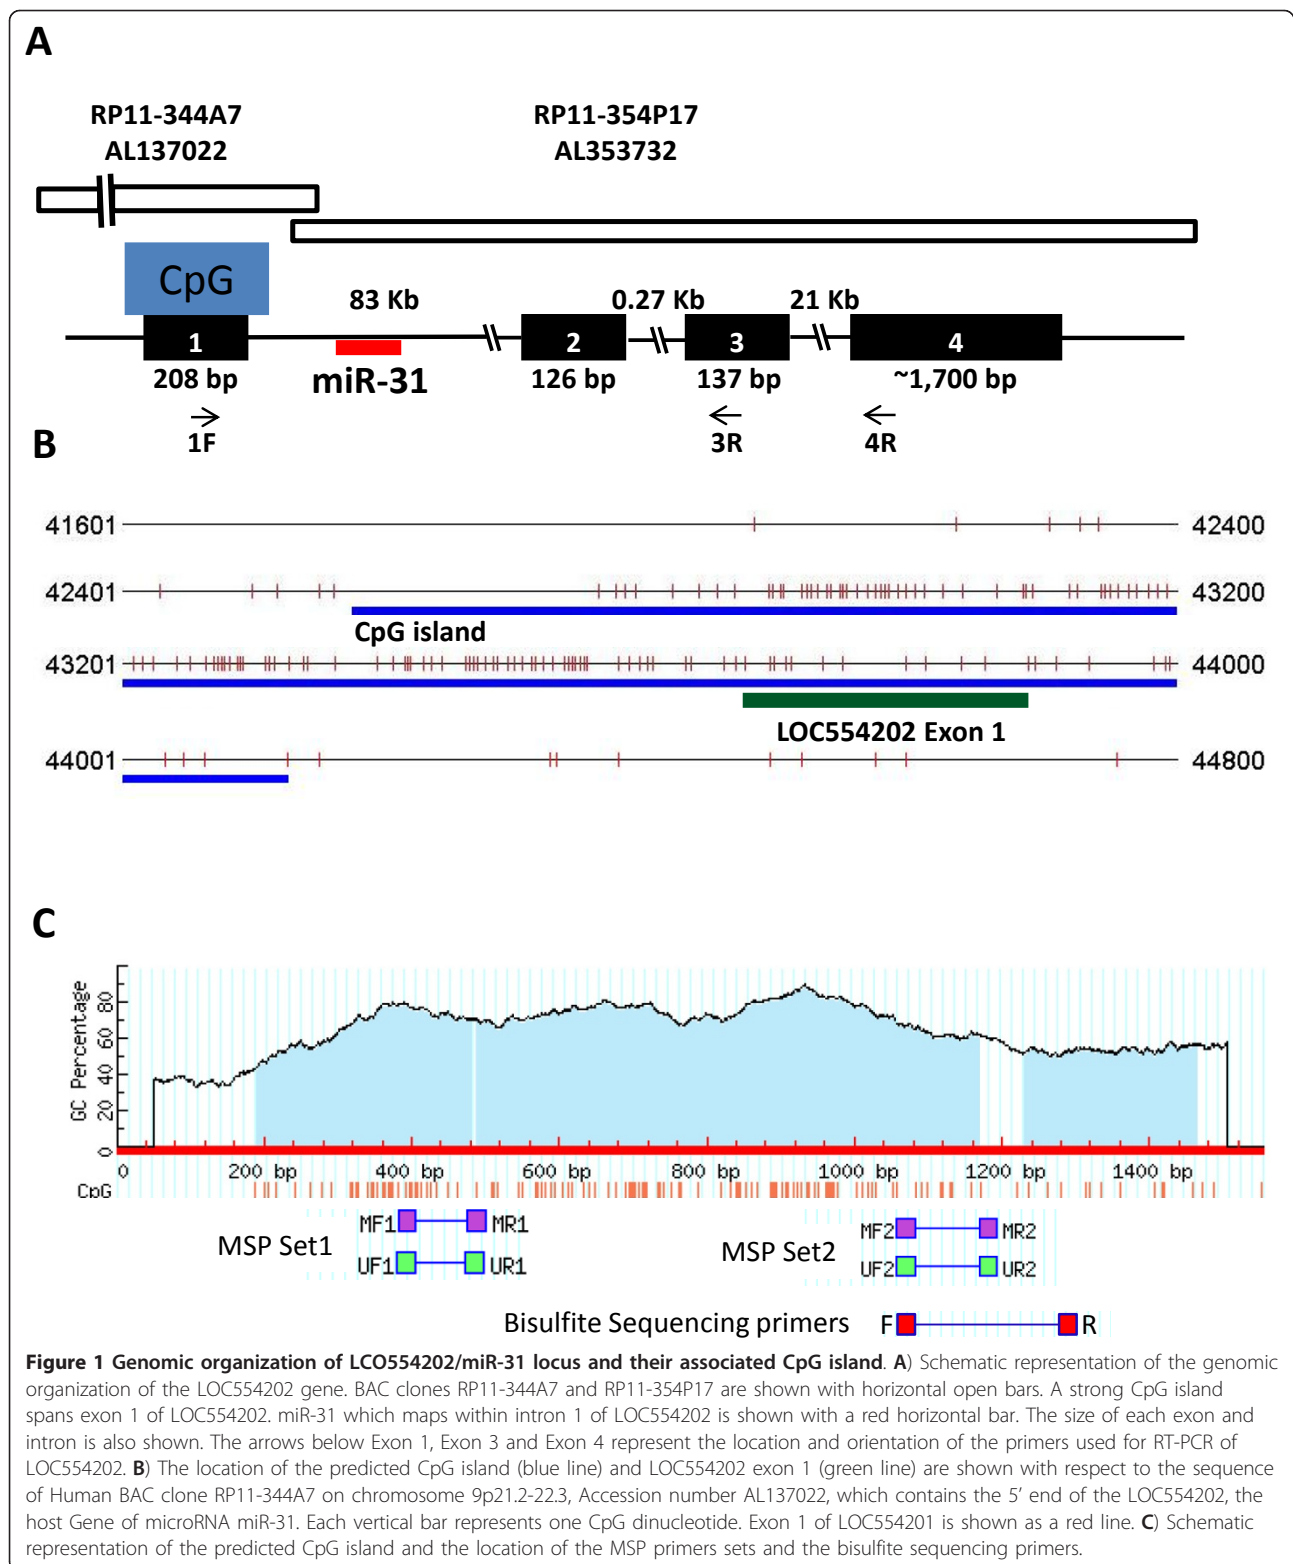 A
RP11-344A7
AL137022
RP11-354P17
AL353732
CpG
83 Kb
0.27 Kb
21 Kb
1
2
3
4
208 bp
miR-31
126 bp
137 bp
~1,700 bp
1F
3R
4R
B
41601
42400
42401
43200
CpG island
43201
44000
LOC554202 Exon 1
44001
44800
C
GC Percentage
0
20
40
60
80
0
200 bp
400 bp
600 bp
800 bp
1000 bp
1200 bp
1400 bp
CpG
MSP Set1
MF1
MR1
UF1
UR1
MSP Set2
MF2
MR2
UF2
UR2
Bisulfite Sequencing primers
F
R
Figure 1 Genomic organization of LCO554202/miR-31 locus and their associated CpG island. A) Schematic representation of the genomic
organization of the LOC554202 gene. BAC clones RP11-344A7 and RP11-354P17 are shown with horizontal open bars. A strong CpG island
spans exon 1 of LOC554202. miR-31 which maps within intron 1 of LOC554202 is shown with a red horizontal bar. The size of each exon and
intron is also shown. The arrows below Exon 1, Exon 3 and Exon 4 represent the location and orientation of the primers used for RT-PCR of
LOC554202. B) The location of the predicted CpG island (blue line) and LOC554202 exon 1 (green line) are shown with respect to the sequence
of Human BAC clone RP11-344A7 on chromosome 9p21.2-22.3, Accession number AL137022, which contains the 5' end of the LOC554202, the
host Gene of microRNA miR-31. Each vertical bar represents one CpG dinucleotide. Exon 1 of LOC554201 is shown as a red line. C) Schematic
representation of the predicted CpG island and the location of the MSP primers sets and the bisulfite sequencing primers.